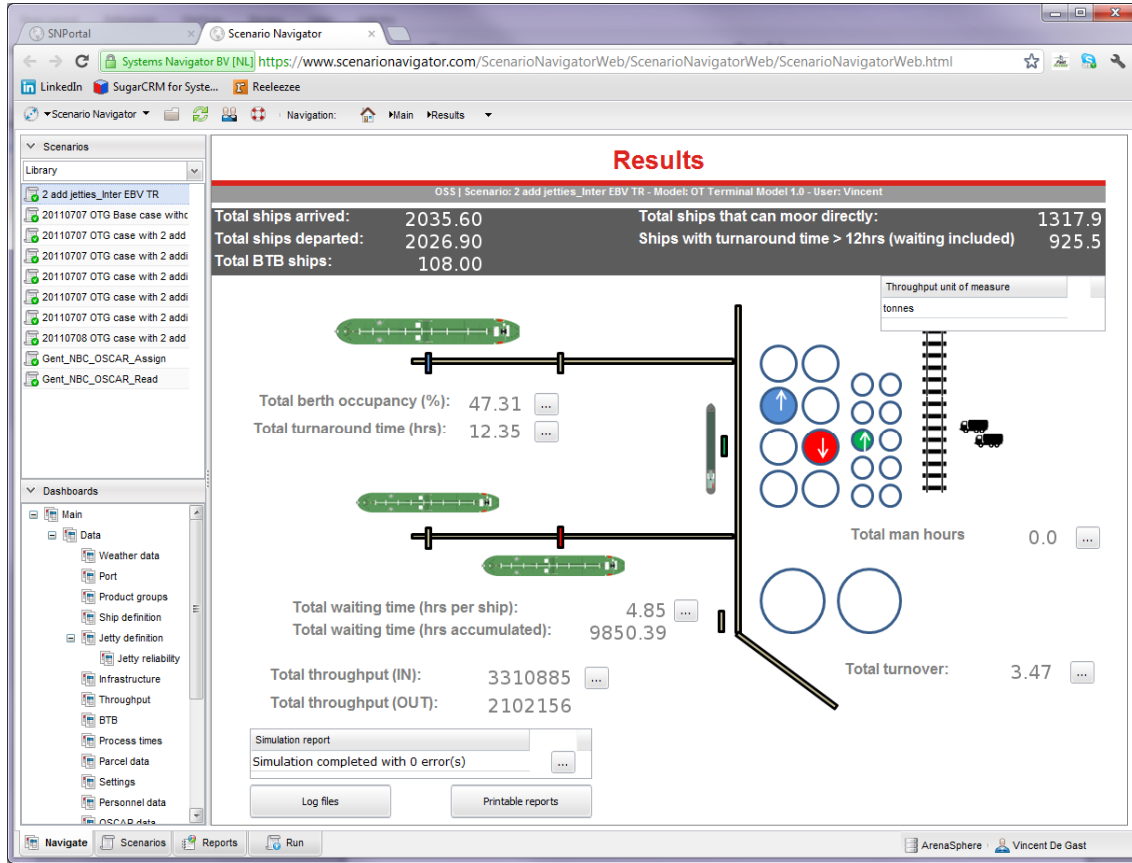 SNPortal
Scenario Navigator
Systems Navigator BV [NL] https://www.scenarionavigator.com/ScenarioNavigatorWeb/ScenarioNavigatorWeb/ScenarioNavigatorWeb.html
LinkedIn SugarCRM for Syste... Reeleezee
Scenario Navigator Navigation: Main Results
Scenarios
Library
2 add jetties_Inter EBV TR
20110707 OTG Base case withc
20110707 OTG case with 2 add
20110707 OTG case with 2 addi
20110707 OTG case with 2 addi
20110707 OTG case with 2 addi
20110707 OTG case with 2 addi
20110708 OTG case with 2 add
Gent_NBC_OSCAR_Assign
Gent_NBC_OSCAR_Read
Dashboards
Main
Data
Weather data
Port
Product groups
Ship definition
Jetty definition
Jetty reliability
Infrastructure
Throughput
BTB
Process times
Parcel data
Settings
Personnel data
OSCAR data
Results
OSS | Scenario: 2 add jetties_Inter EBV TR - Model: OT Terminal Model 1.0 - User: Vincent
Total ships arrived: 2035.60 Total ships that can moor directly: 1317.9
Total ships departed: 2026.90 Ships with turnaround time > 12hrs (waiting included) 925.5
Total BTB ships: 108.00
Throughput unit of measure
tonnes
Total berth occupancy (%): 47.31 ...
Total turnaround time (hrs): 12.35 ...
Total man hours 0.0 ...
Total waiting time (hrs per ship): 4.85 ...
Total waiting time (hrs accumulated): 9850.39
Total throughput (IN): 3310885 ...
Total turnover: 3.47 ...
Total throughput (OUT): 2102156
Simulation report
Simulation completed with 0 error(s) ...
Log files Printable reports
Navigate Scenarios Reports Run ArenaSphere Vincent De Gast